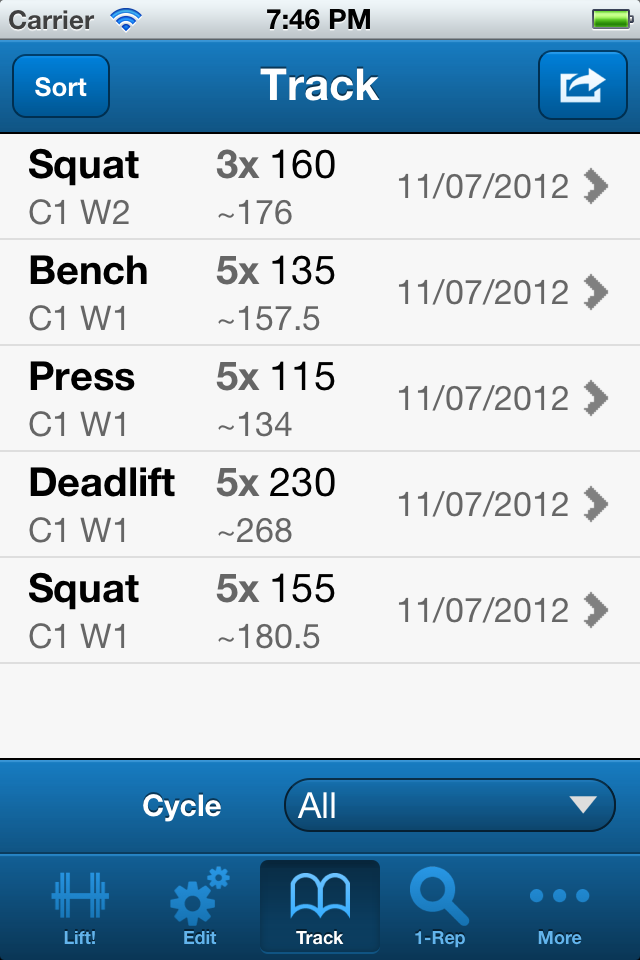 Carrier 7:46 PM
Sort Track
Squat 3x 160 11/07/2012
C1 W2 ~176
Bench 5x 135 11/07/2012
C1 W1 ~157.5
Press 5x 115 11/07/2012
C1 W1 ~134
Deadlift 5x 230 11/07/2012
C1 W1 ~268
Squat 5x 155 11/07/2012
C1 W1 ~180.5
Cycle All
Lift! Edit Track 1-Rep More